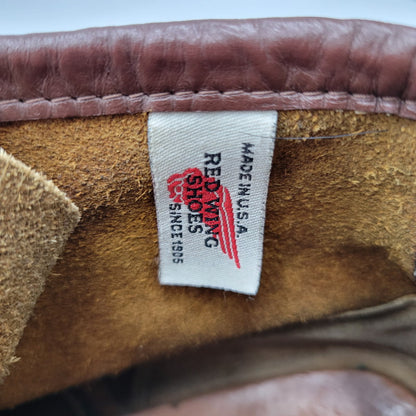 MADE IN U.S.A.
RED WING
SHOES
SINCE 1905